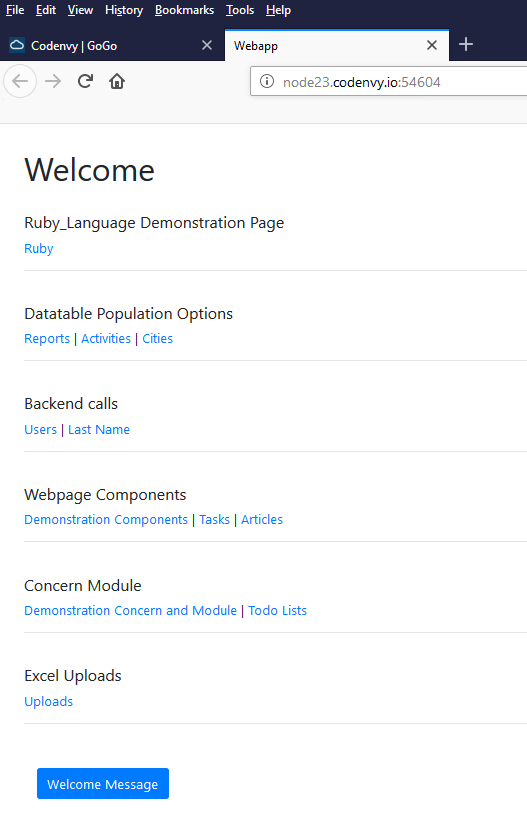 File Edit View History Bookmarks Tools Help
Codenvy | GoGo
Webapp
node23.codenvy.io:54604
Welcome
Ruby_Language Demonstration Page
Ruby
Datatable Population Options
Reports | Activities | Cities
Backend calls
Users | Last Name
Webpage Components
Demonstration Components | Tasks | Articles
Concern Module
Demonstration Concern and Module | Todo Lists
Excel Uploads
Uploads
Welcome Message